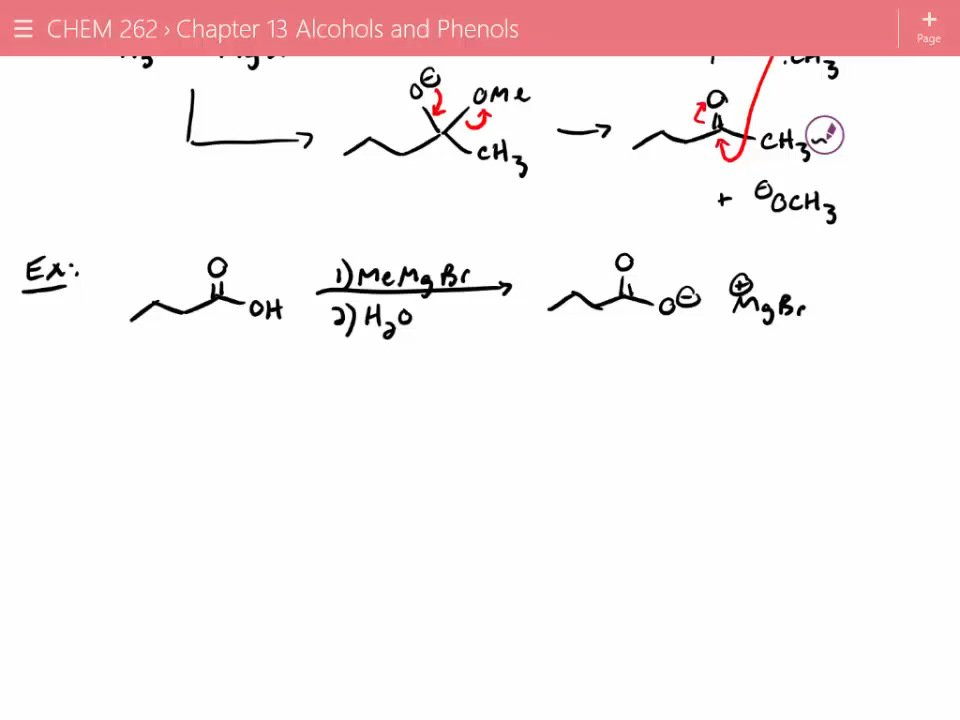 ☰ CHEM 262 › Chapter 13 Alcohols and Phenols
+
Page
:CH3
O⊖ OMe
CH3
O
CH3
+ ⊖OCH3
Ex:
O
OH
1) MeMgBr
2) H2O
O
O⊖ ⊕MgBr